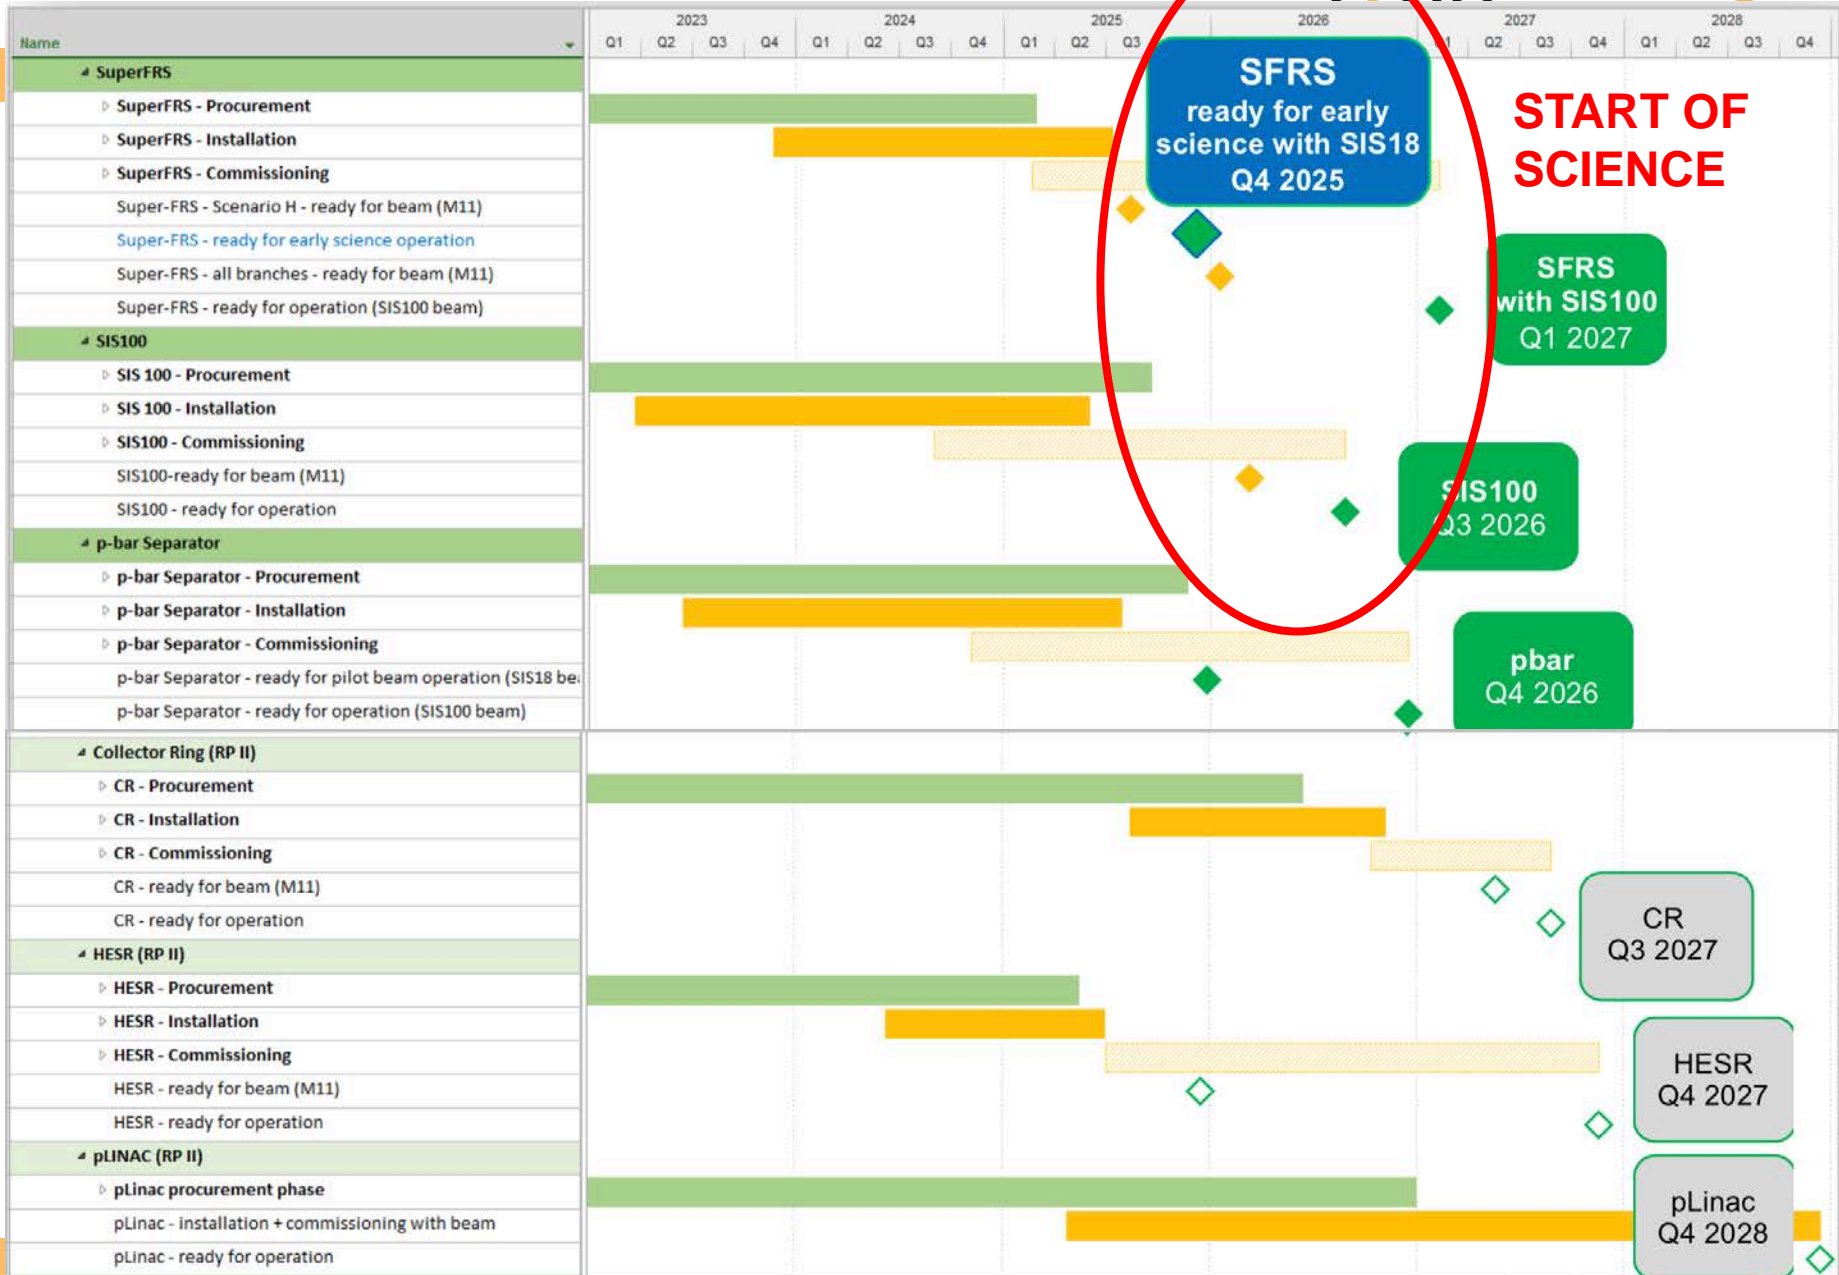 2023 2024 2025 2026 2027 2028
Name Q1 Q2 Q3 Q4 Q1 Q2 Q3 Q4 Q1 Q2 Q3 Q1 Q2 Q3 Q4 Q1 Q2 Q3 Q4
SuperFRS
SuperFRS - Procurement
SuperFRS - Installation
SuperFRS - Commissioning
Super-FRS - Scenario H - ready for beam (M11)
Super-FRS - ready for early science operation
Super-FRS - all branches - ready for beam (M11)
Super-FRS - ready for operation (SIS100 beam)
SIS100
SIS 100 - Procurement
SIS 100 - Installation
SIS100 - Commissioning
SIS100-ready for beam (M11)
SIS100 - ready for operation
p-bar Separator
p-bar Separator - Procurement
p-bar Separator - Installation
p-bar Separator - Commissioning
p-bar Separator - ready for pilot beam operation (SIS18 be
p-bar Separator - ready for operation (SIS100 beam)
Collector Ring (RP II)
CR - Procurement
CR - Installation
CR - Commissioning
CR - ready for beam (M11)
CR - ready for operation
HESR (RP II)
HESR - Procurement
HESR - Installation
HESR - Commissioning
HESR - ready for beam (M11)
HESR - ready for operation
pLINAC (RP II)
pLinac procurement phase
pLinac - installation + commissioning with beam
pLinac - ready for operation
SFRS
ready for early
science with SIS18
Q4 2025
START OF
SCIENCE
SFRS
with SIS100
Q1 2027
SIS100
Q3 2026
pbar
Q4 2026
CR
Q3 2027
HESR
Q4 2027
pLinac
Q4 2028